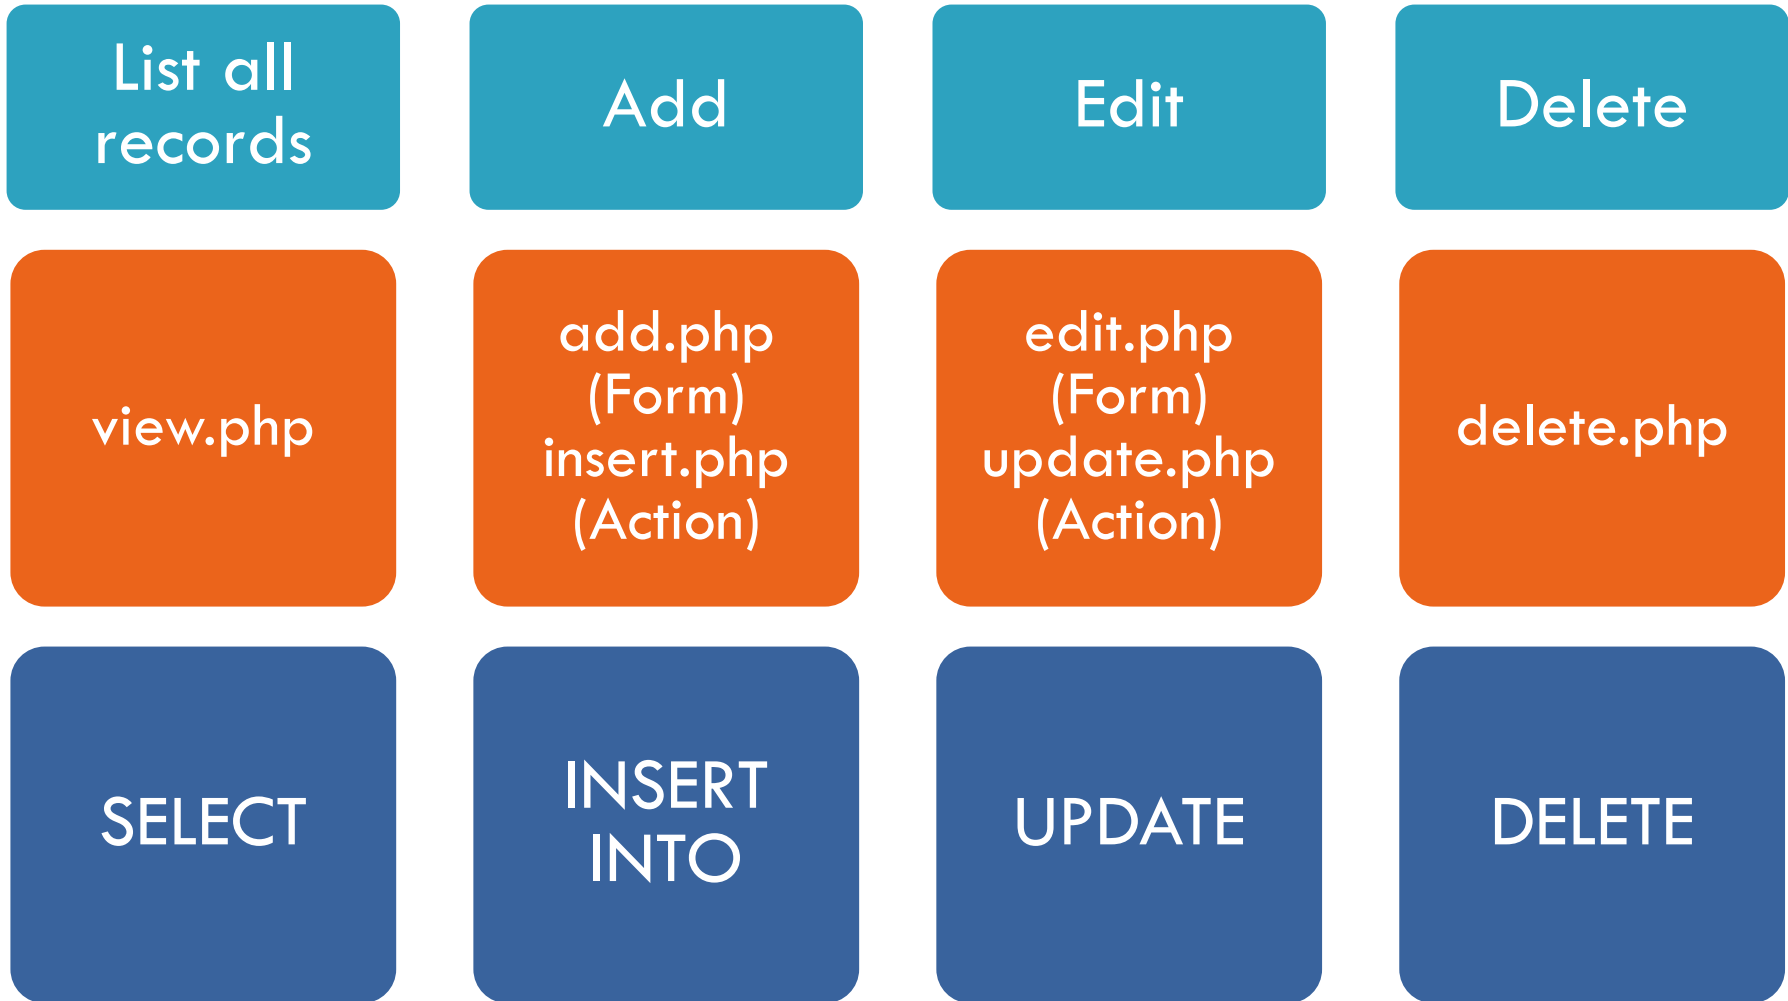 List all
records
Add
Edit
Delete
view.php
add.php
(Form)
insert.php
(Action)
edit.php
(Form)
update.php
(Action)
delete.php
SELECT
INSERT
INTO
UPDATE
DELETE